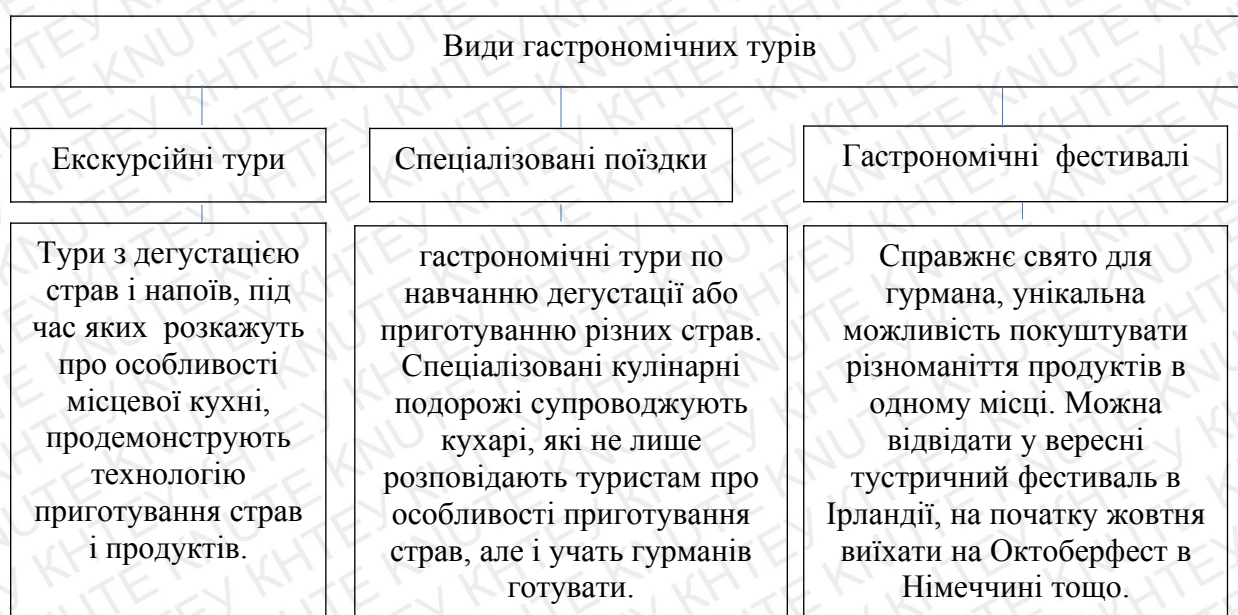 Види гастрономічних турів
Екскурсійні тури
Спеціалізовані поїздки
Гастрономічні фестивалі
Тури з дегустацією
страв і напоїв, під
час яких розкажуть
про особливості
місцевої кухні,
продемонструють
технологію
приготування страв
і продуктів.
гастрономічні тури по
навчанню дегустації або
приготуванню різних страв.
Спеціалізовані кулінарні
подорожі супроводжують
кухарі, які не лише
розповідають туристам про
особливості приготування
страв, але і учать гурманів
готувати.
Справжнє свято для
гурмана, унікальна
можливість покуштувати
різноманіття продуктів в
одному місці. Можна
відвідати у вересні
тустричний фестиваль в
Ірландії, на початку жовтня
виїхати на Октоберфест в
Німеччині тощо.